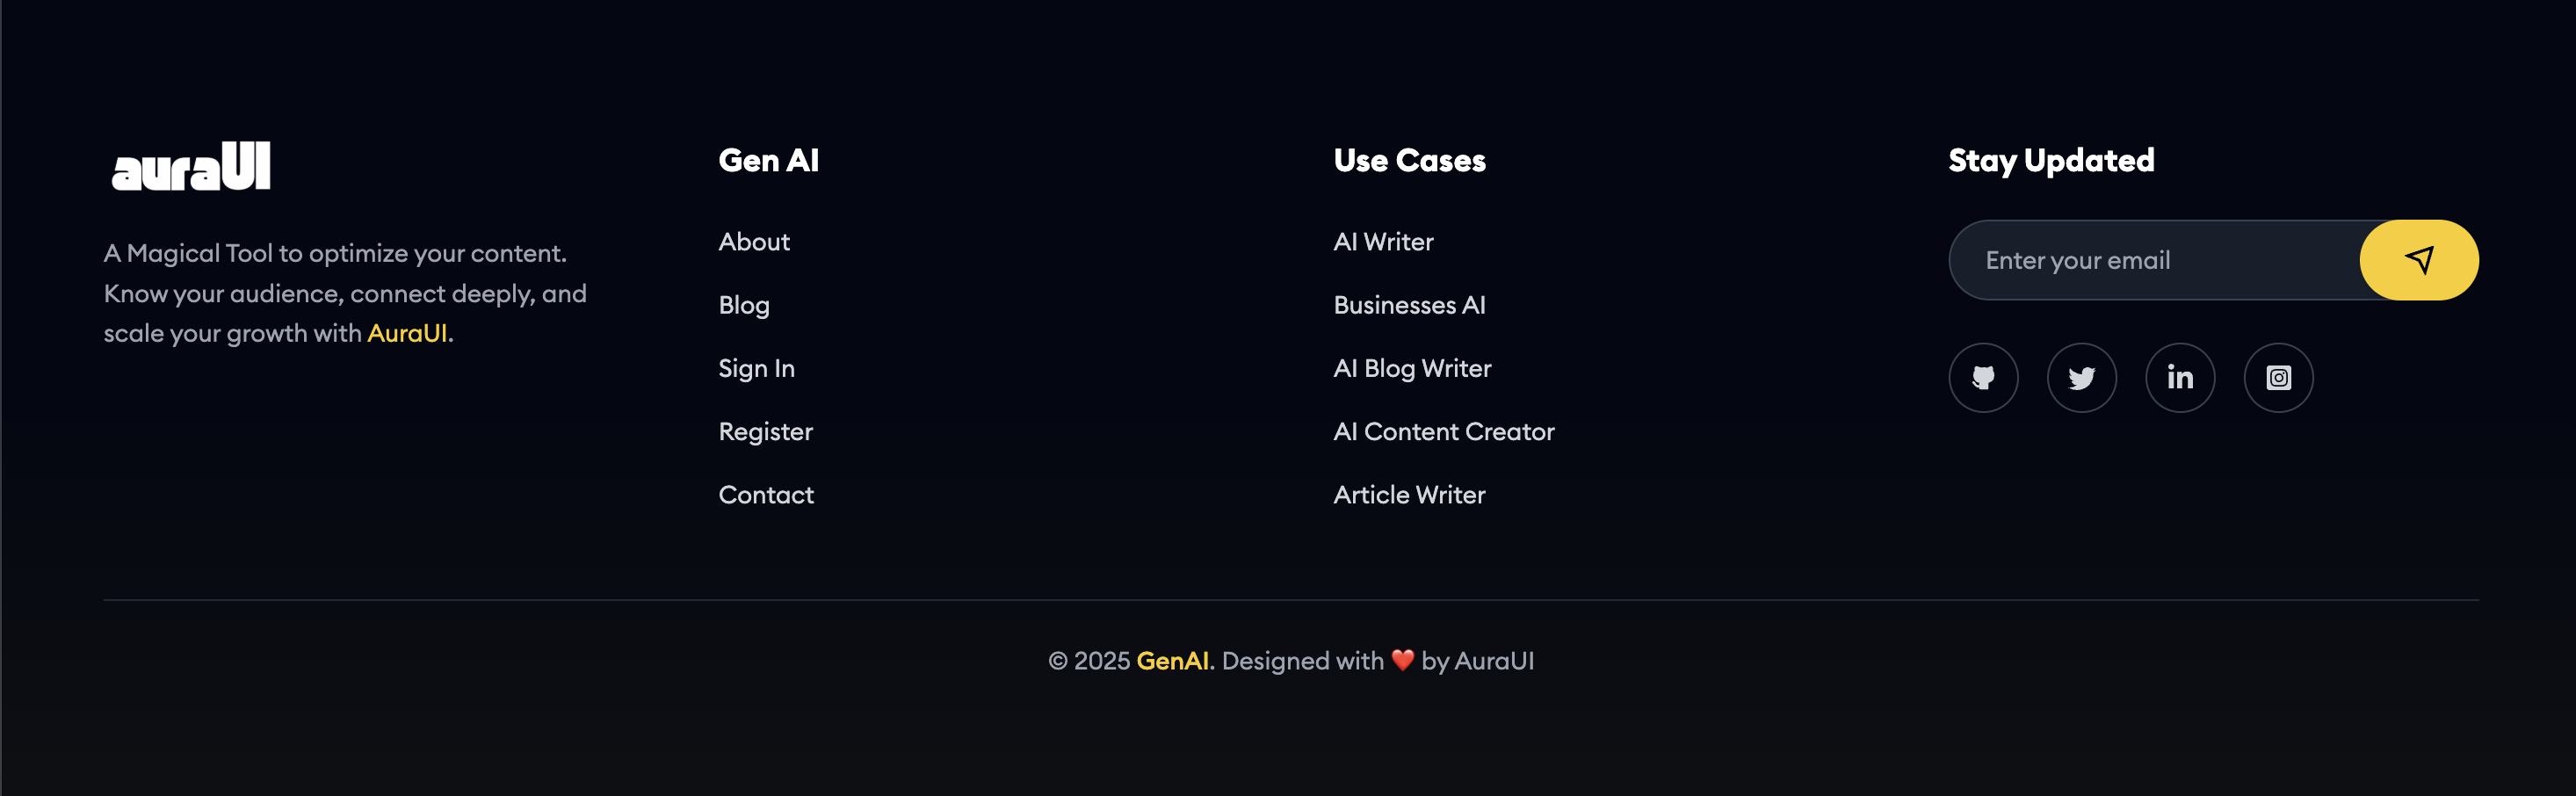 auraUI
A Magical Tool to optimize your content.
Know your audience, connect deeply, and
scale your growth with AuraUI.
Gen AI
About
Blog
Sign In
Register
Contact
Use Cases
AI Writer
Businesses AI
AI Blog Writer
AI Content Creator
Article Writer
Stay Updated
Enter your email
in
© 2025 GenAI. Designed with ❤️ by AuraUI